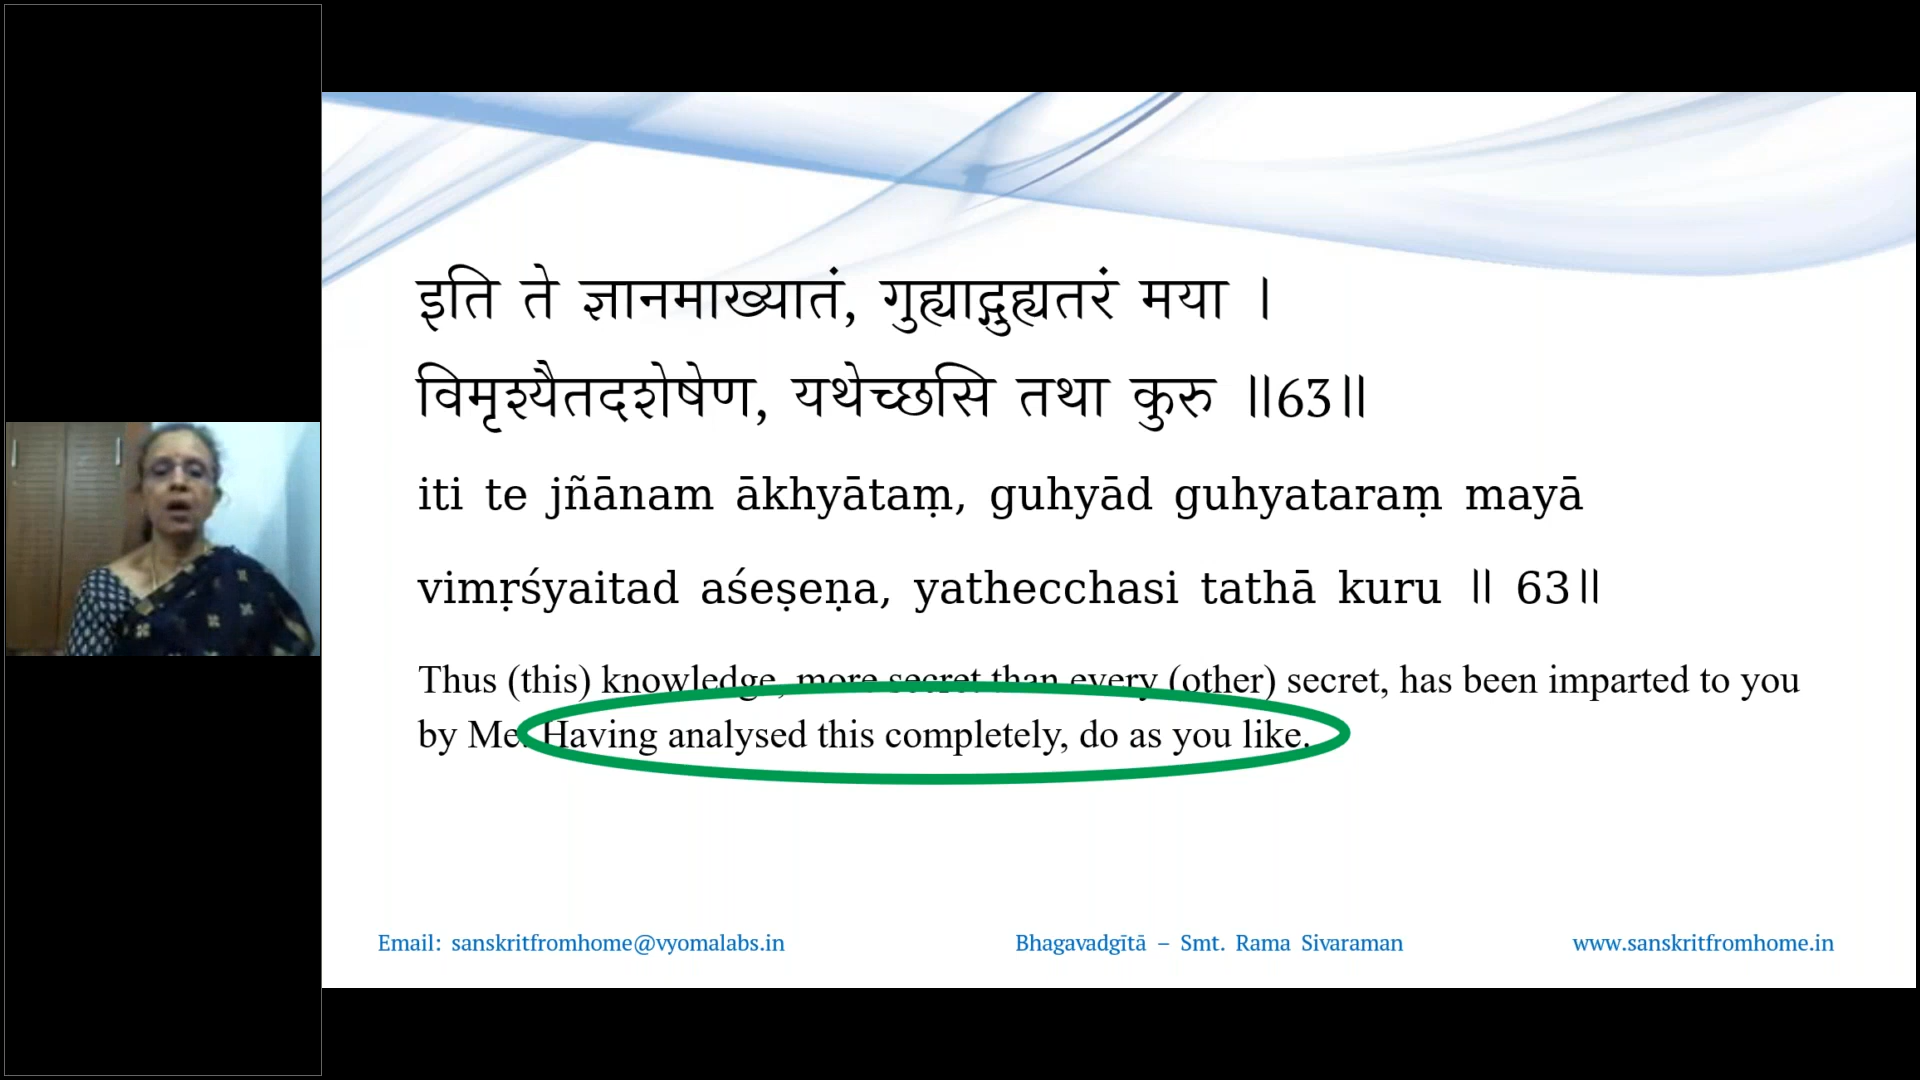 इति ते ज्ञानमाख्यातं, गुह्याद्गुह्यतरं मया ।
विमृश्यैतदशेषेण, यथेच्छसि तथा कुरु ॥63॥
iti te jñānam ākhyātaṃ, guhyād guhyataraṃ mayā
vimṛśyaitad aśeṣeṇa, yathecchasi tathā kuru ॥ 63॥
Thus (this) knowledge, more secret than every (other) secret, has been imparted to you
by Me. Having analysed this completely, do as you like.
Email: sanskritfromhome@vyomalabs.in Bhagavadgītā – Smt. Rama Sivaraman www.sanskritfromhome.in